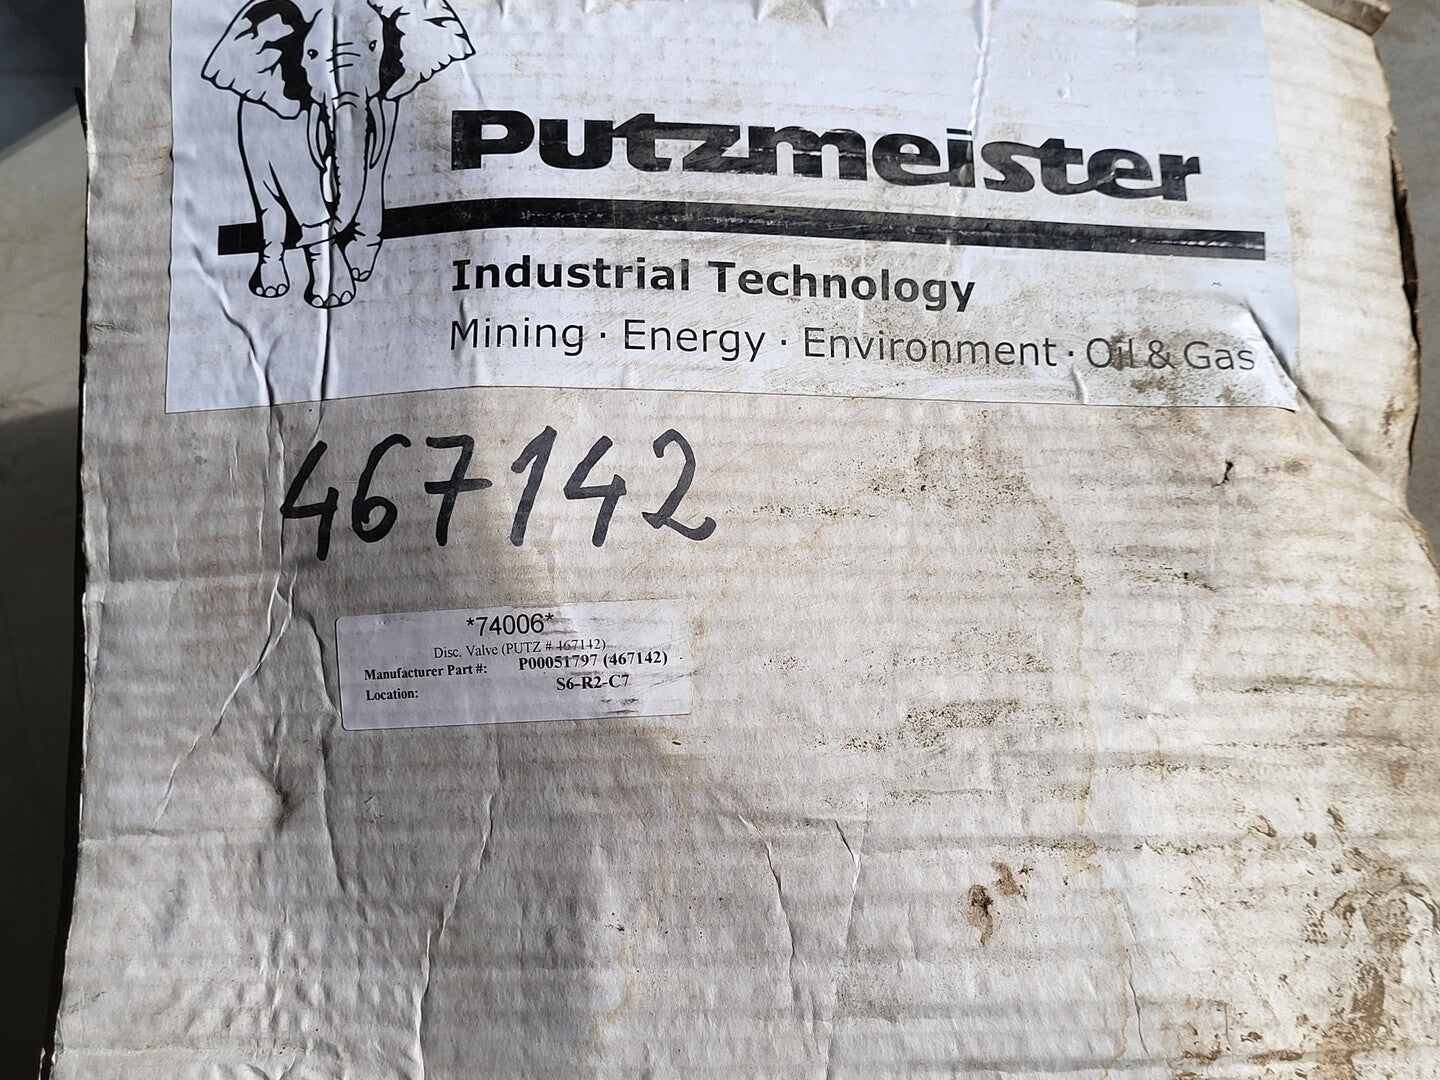 Putzmeister
Industrial Technology
Mining · Energy · Environment · Oil & Gas
467142
*74006*
Disc. Valve (PUTZ # 467142)
Manufacturer Part #: P00051797 (467142)
Location: S6-R2-C7